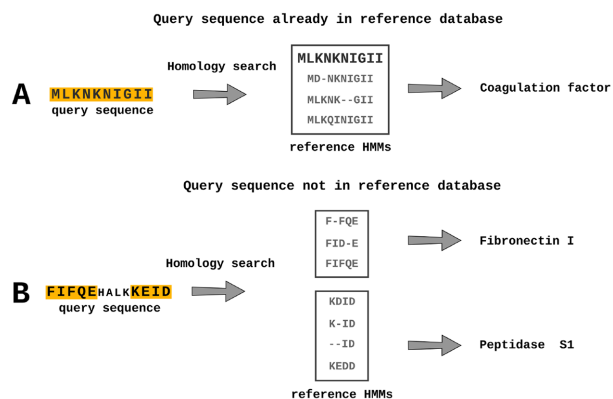 Query sequence already in reference database
A
MLKNKNIGII
query sequence
Homology search
MLKNKNIGII
MD-NKNIGII
MLKNK--GII
MLKQINIGII
reference HMMs
Coagulation factor
Query sequence not in reference database
B
FIFQEHALKKEID
query sequence
Homology search
F-FQE
FID-E
FIFQE
Fibronectin I
KDID
K-ID
--ID
KEDD
reference HMMs
Peptidase S1